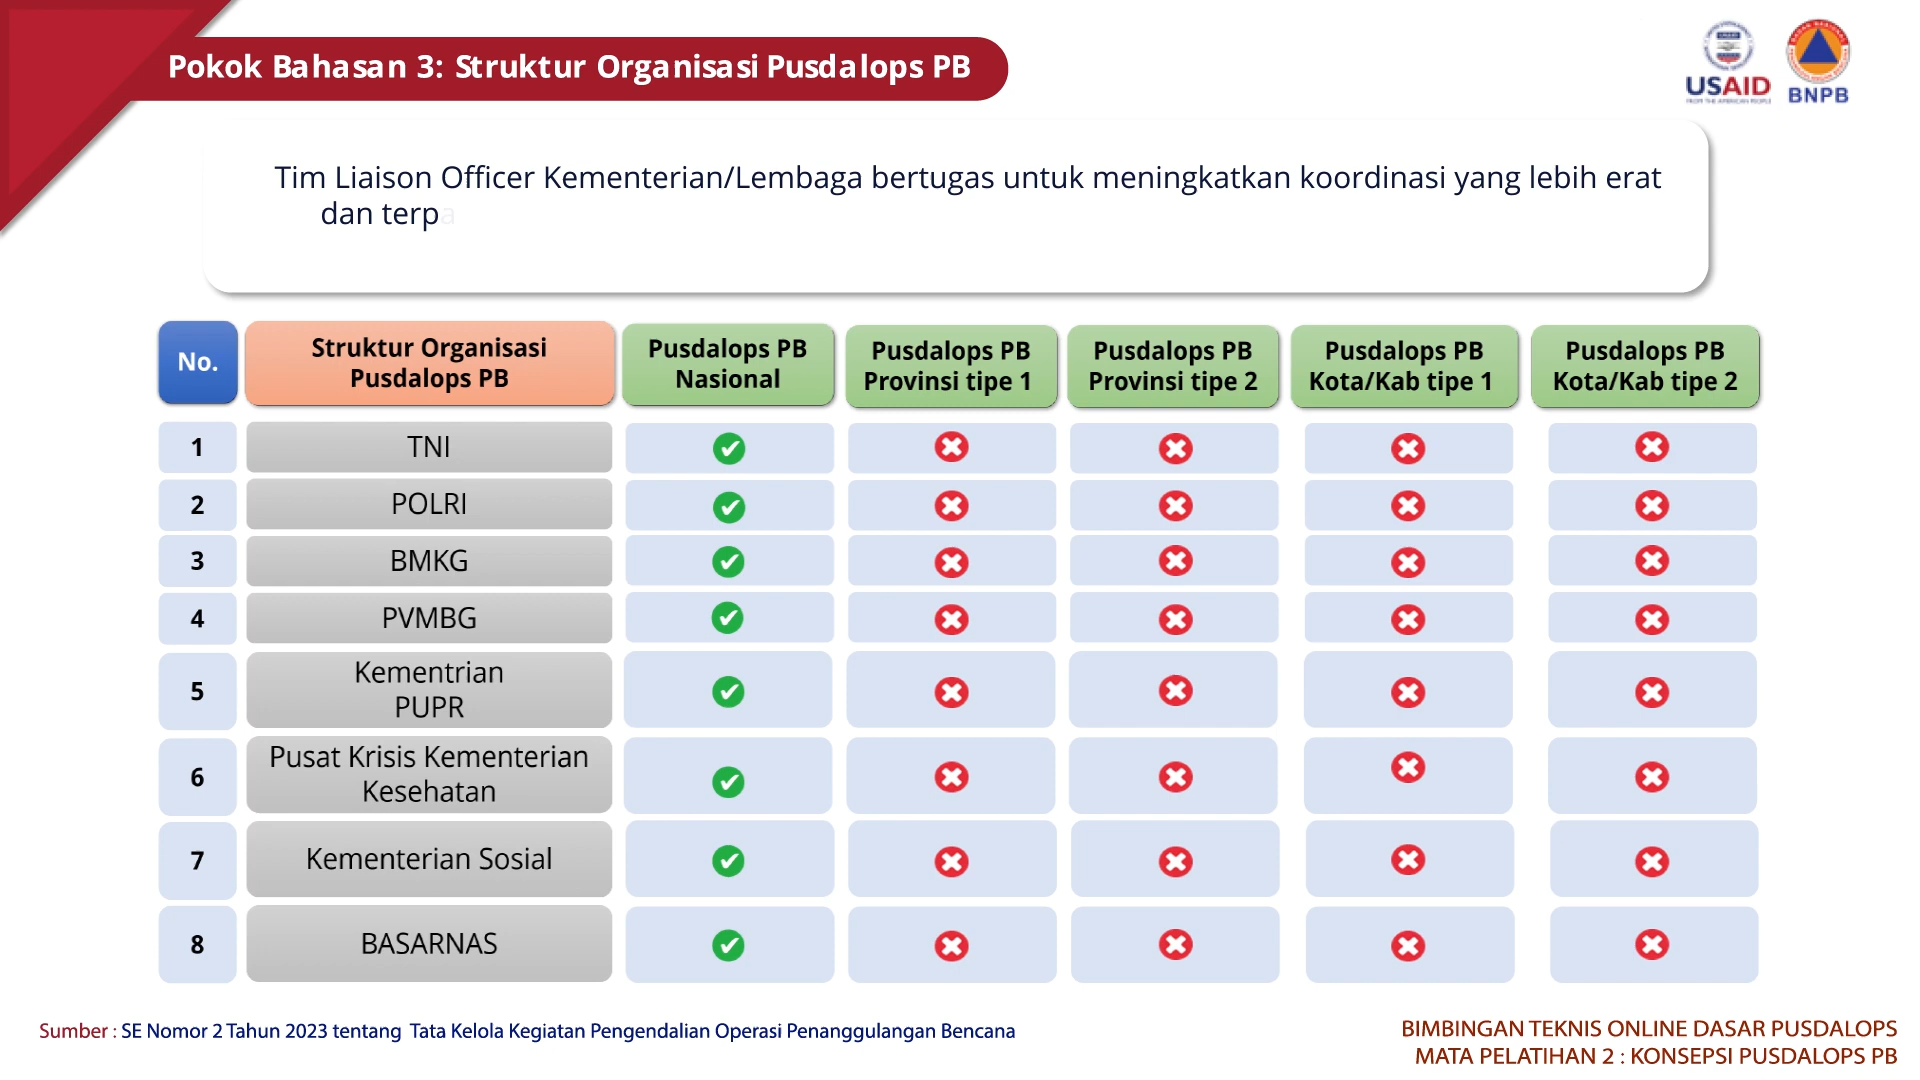 Pokok Bahasan 3: Struktur Organisasi Pusdalops PB
USAID
FROM THE AMERICAN PEOPLE
BNPB
Tim Liaison Officer Kementerian/Lembaga bertugas untuk meningkatkan koordinasi yang lebih erat
dan terpa
No.
Struktur Organisasi
Pusdalops PB
Pusdalops PB
Nasional
Pusdalops PB
Provinsi tipe 1
Pusdalops PB
Provinsi tipe 2
Pusdalops PB
Kota/Kab tipe 1
Pusdalops PB
Kota/Kab tipe 2
1
TNI
2
POLRI
3
BMKG
4
PVMBG
5
Kementrian
PUPR
6
Pusat Krisis Kementerian
Kesehatan
7
Kementerian Sosial
8
BASARNAS
Sumber : SE Nomor 2 Tahun 2023 tentang Tata Kelola Kegiatan Pengendalian Operasi Penanggulangan Bencana
BIMBINGAN TEKNIS ONLINE DASAR PUSDALOPS
MATA PELATIHAN 2 : KONSEPSI PUSDALOPS PB